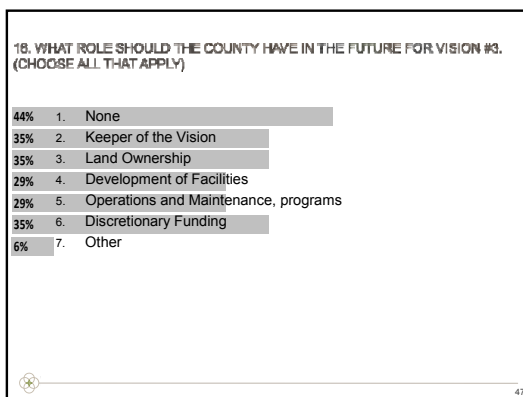 16. WHAT ROLE SHOULD THE COUNTY HAVE IN THE FUTURE FOR VISION #3.
(CHOOSE ALL THAT APPLY)
44% 1. None
35% 2. Keeper of the Vision
35% 3. Land Ownership
29% 4. Development of Facilities
29% 5. Operations and Maintenance, programs
35% 6. Discretionary Funding
6% 7. Other
47